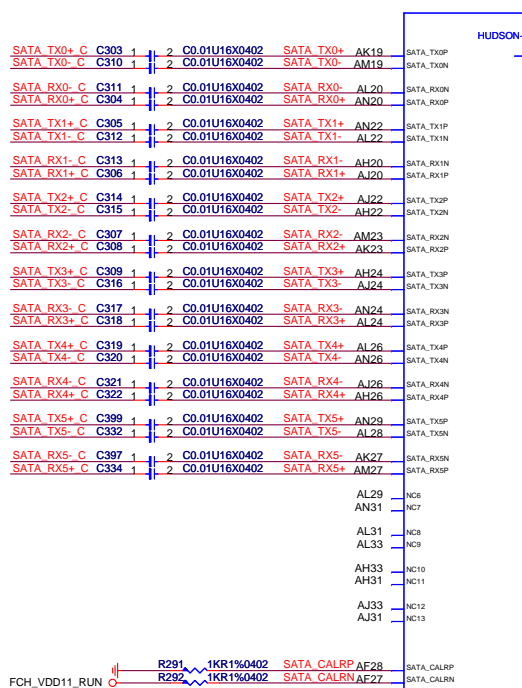 HUDSON-
SATA_TX0+_C C303 1 2 C0.01U16X0402 SATA_TX0+ AK19 SATA_TX0P
SATA_TX0-_C C310 1 2 C0.01U16X0402 SATA_TX0- AM19 SATA_TX0N
SATA_RX0-_C C311 1 2 C0.01U16X0402 SATA_RX0- AL20 SATA_RX0N
SATA_RX0+_C C304 1 2 C0.01U16X0402 SATA_RX0+ AN20 SATA_RX0P
SATA_TX1+_C C305 1 2 C0.01U16X0402 SATA_TX1+ AN22 SATA_TX1P
SATA_TX1-_C C312 1 2 C0.01U16X0402 SATA_TX1- AL22 SATA_TX1N
SATA_RX1-_C C313 1 2 C0.01U16X0402 SATA_RX1- AH20 SATA_RX1N
SATA_RX1+_C C306 1 2 C0.01U16X0402 SATA_RX1+ AJ20 SATA_RX1P
SATA_TX2+_C C314 1 2 C0.01U16X0402 SATA_TX2+ AJ22 SATA_TX2P
SATA_TX2-_C C315 1 2 C0.01U16X0402 SATA_TX2- AH22 SATA_TX2N
SATA_RX2-_C C307 1 2 C0.01U16X0402 SATA_RX2- AM23 SATA_RX2N
SATA_RX2+_C C308 1 2 C0.01U16X0402 SATA_RX2+ AK23 SATA_RX2P
SATA_TX3+_C C309 1 2 C0.01U16X0402 SATA_TX3+ AH24 SATA_TX3P
SATA_TX3-_C C316 1 2 C0.01U16X0402 SATA_TX3- AJ24 SATA_TX3N
SATA_RX3-_C C317 1 2 C0.01U16X0402 SATA_RX3- AN24 SATA_RX3N
SATA_RX3+_C C318 1 2 C0.01U16X0402 SATA_RX3+ AL24 SATA_RX3P
SATA_TX4+_C C319 1 2 C0.01U16X0402 SATA_TX4+ AL26 SATA_TX4P
SATA_TX4-_C C320 1 2 C0.01U16X0402 SATA_TX4- AN26 SATA_TX4N
SATA_RX4-_C C321 1 2 C0.01U16X0402 SATA_RX4- AJ26 SATA_RX4N
SATA_RX4+_C C322 1 2 C0.01U16X0402 SATA_RX4+ AH26 SATA_RX4P
SATA_TX5+_C C399 1 2 C0.01U16X0402 SATA_TX5+ AN29 SATA_TX5P
SATA_TX5-_C C332 1 2 C0.01U16X0402 SATA_TX5- AL28 SATA_TX5N
SATA_RX5-_C C397 1 2 C0.01U16X0402 SATA_RX5- AK27 SATA_RX5N
SATA_RX5+_C C334 1 2 C0.01U16X0402 SATA_RX5+ AM27 SATA_RX5P
AL29 NC6
AN31 NC7
AL31 NC8
AL33 NC9
AH33 NC10
AH31 NC11
AJ33 NC12
AJ31 NC13
R291 1KR1%0402 SATA_CALRP AF28 SATA_CALRP
FCH_VDD11_RUN R292 1KR1%0402 SATA_CALRN AF27 SATA_CALRN